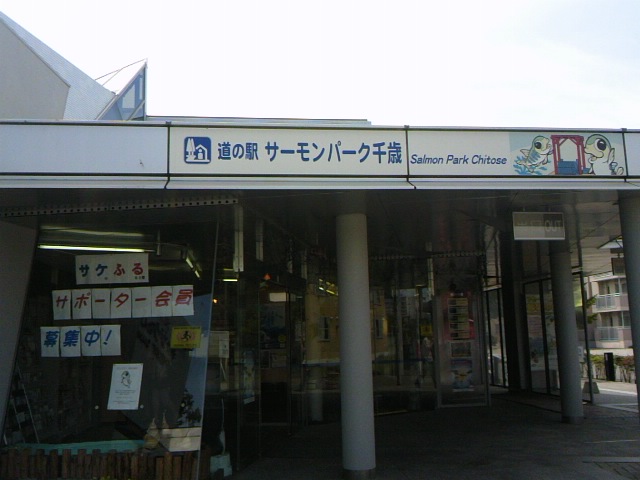 道の駅 サーモンパーク千歳
Salmon Park Chitose
サケふる
サポーター会員
募集中!
OUT